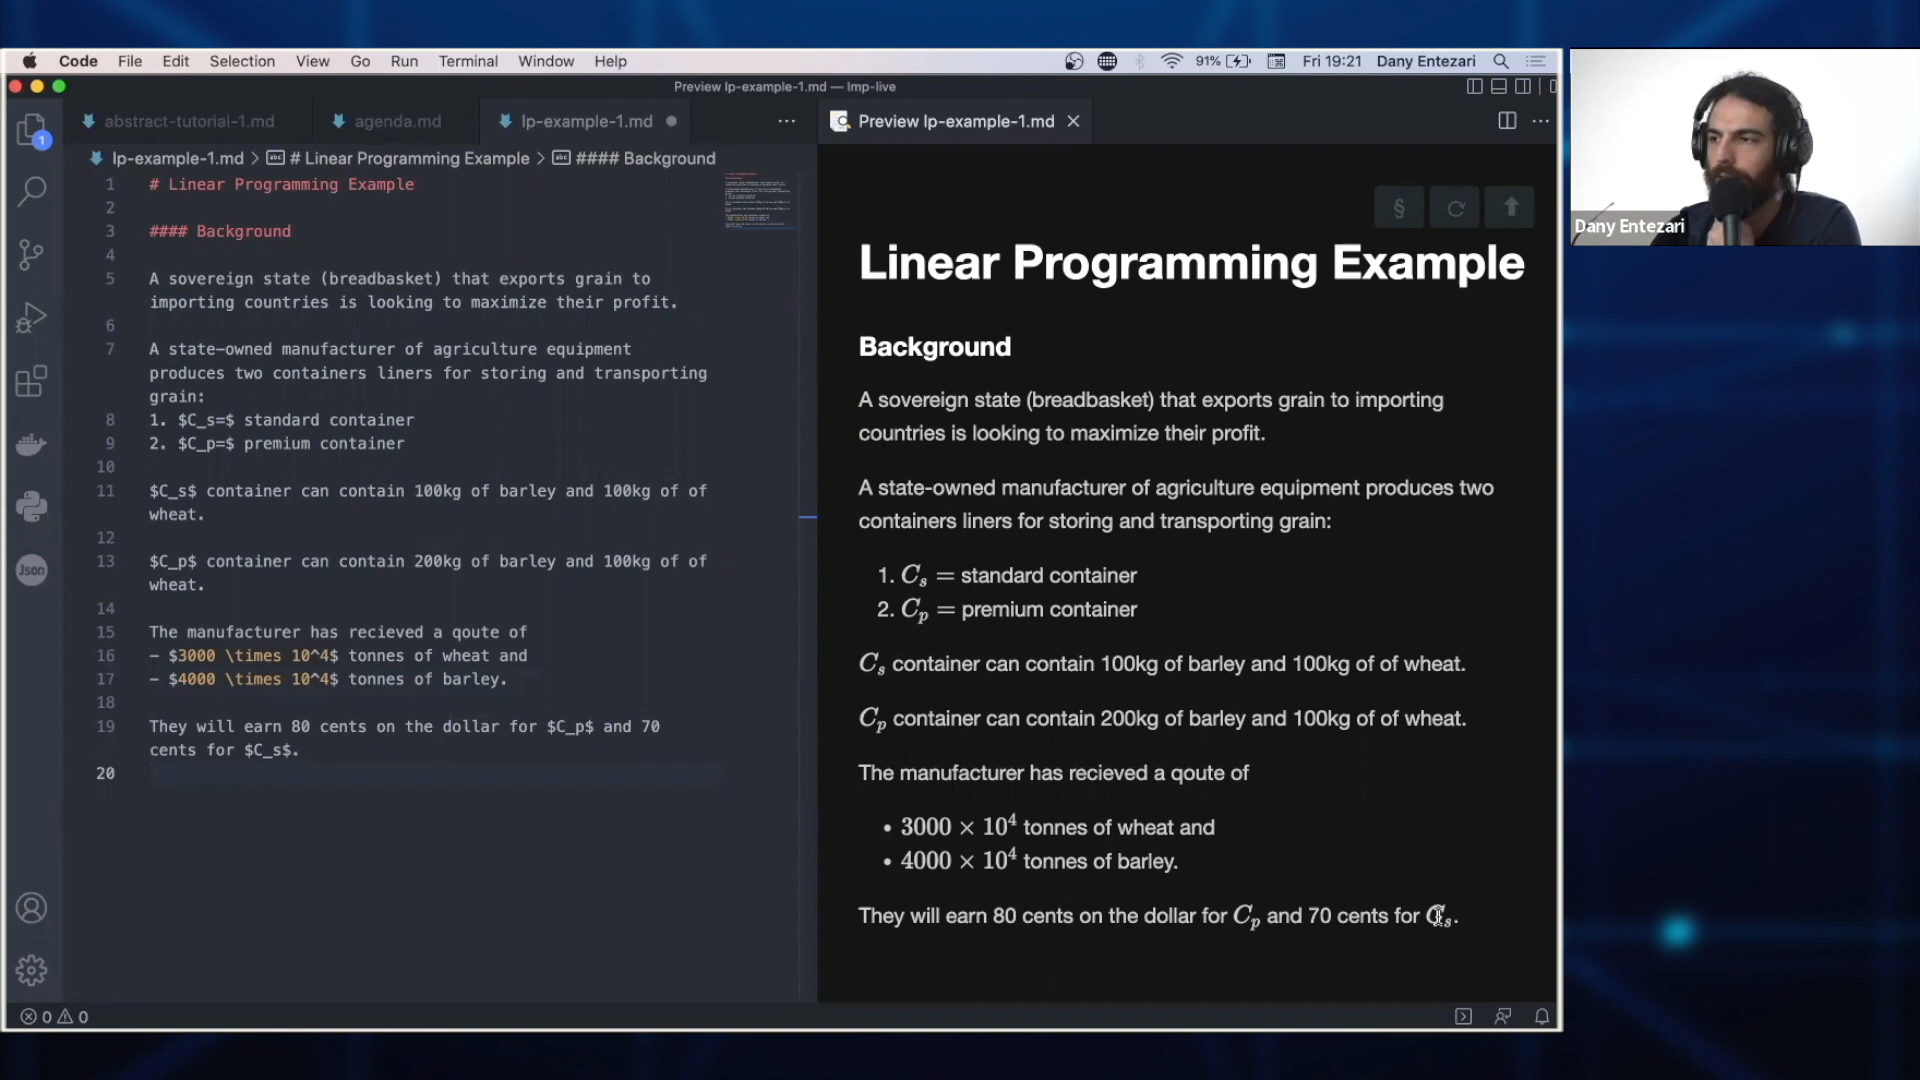 Code File Edit Selection View Go Run Terminal Window Help 91% Fri 19:21 Dany Entezari
Preview lp-example-1.md — lmp-live
abstract-tutorial-1.md agenda.md lp-example-1.md ... Preview lp-example-1.md ...
lp-example-1.md > # Linear Programming Example > #### Background
1 # Linear Programming Example
2
3 #### Background
4
5 A sovereign state (breadbasket) that exports grain to
importing countries is looking to maximize their profit.
6
7 A state-owned manufacturer of agriculture equipment
produces two containers liners for storing and transporting
grain:
8 1. $C_s=$ standard container
9 2. $C_p=$ premium container
10
11 $C_s$ container can contain 100kg of barley and 100kg of of
wheat.
12
13 $C_p$ container can contain 200kg of barley and 100kg of of
wheat.
14
15 The manufacturer has recieved a qoute of
16 - $3000 \times 10^4$ tonnes of wheat and
17 - $4000 \times 10^4$ tonnes of barley.
18
19 They will earn 80 cents on the dollar for $C_p$ and 70
cents for $C_s$.
20
1
Json
§
Linear Programming Example
Background
A sovereign state (breadbasket) that exports grain to importing
countries is looking to maximize their profit.
A state-owned manufacturer of agriculture equipment produces two
containers liners for storing and transporting grain:
1. Cₛ = standard container
2. Cₚ = premium container
Cₛ container can contain 100kg of barley and 100kg of of wheat.
Cₚ container can contain 200kg of barley and 100kg of of wheat.
The manufacturer has recieved a qoute of
• 3000 × 10⁴ tonnes of wheat and
• 4000 × 10⁴ tonnes of barley.
They will earn 80 cents on the dollar for Cₚ and 70 cents for Cₛ.
0 0
Dany Entezari